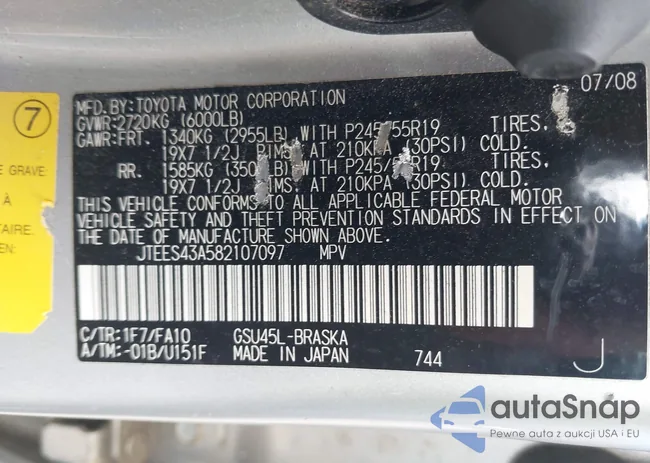 07/08
MFD. BY: TOYOTA MOTOR CORPORATION
GVWR: 2720KG (6000LB)
GAWR: FRT. 1340KG (2955LB) WITH P245/55R19 TIRES,
19X7 1/2J RIMS, AT 210KPA (30PSI) COLD.
RR. 1585KG WITH P245/ R19 TIRES,
19X7 1/2J RIMS, AT 210KPA (30PSI) COLD.
THIS VEHICLE CONFORMS TO ALL APPLICABLE FEDERAL MOTOR
VEHICLE SAFETY AND THEFT PREVENTION STANDARDS IN EFFECT ON
THE DATE OF MANUFACTURE SHOWN ABOVE.
JTEES43A582107097 MPV
C/TR: 1F7/FA10 GSU45L-BRASKA
A/TM: -01B/U151F MADE IN JAPAN 744 J
7
E GRAVE
À
TAIRE.
EN:
autaSnap
Pewne auta z aukcji USA i EU